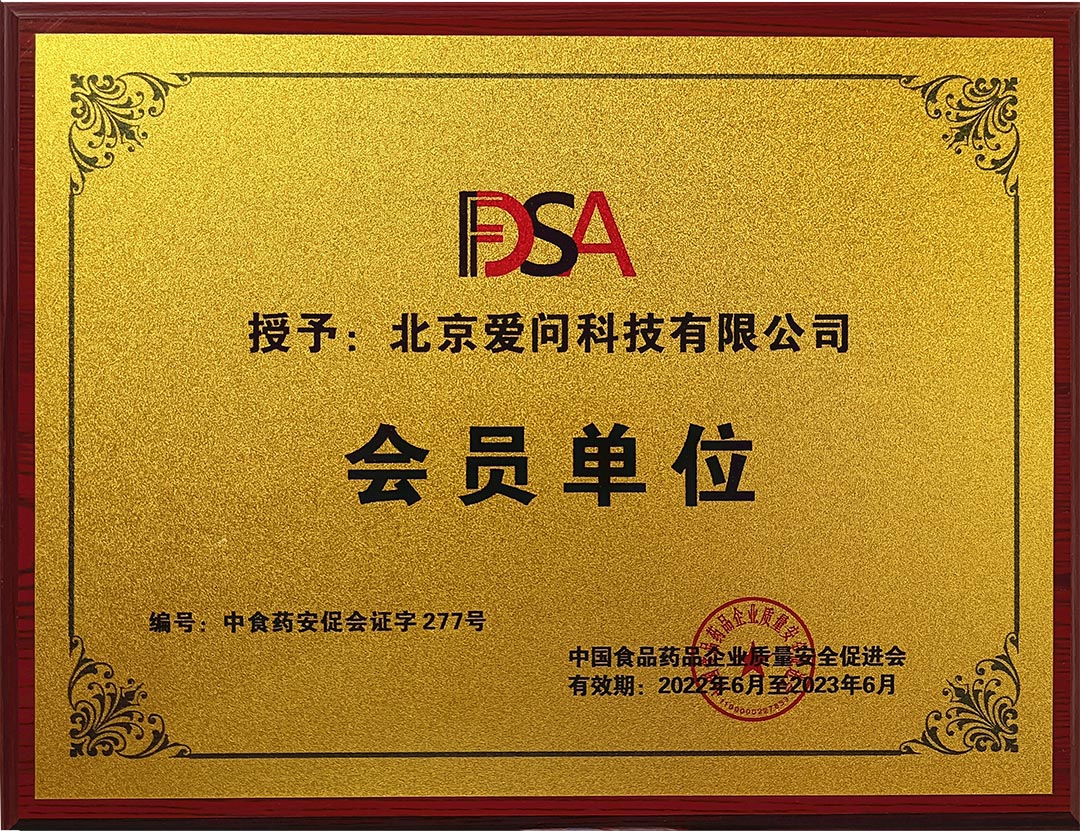 FDSA
授予：北京爱问科技有限公司
会员单位
编号：中食药安促会证字277号
中国食品药品企业质量安全促进会
有效期：2022年6月至2023年6月